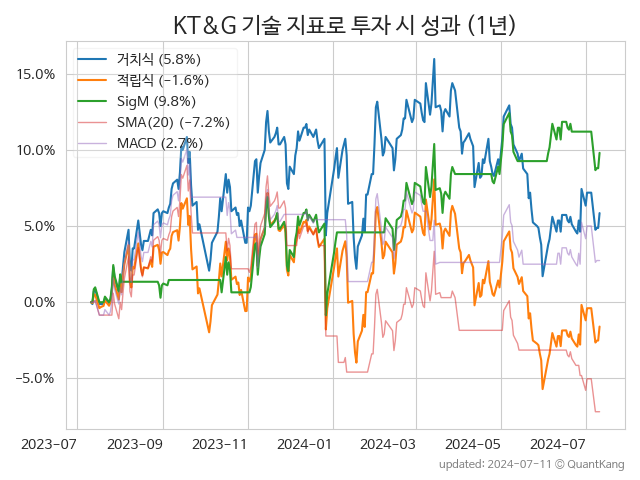 KT&G 기술 지표로 투자 시 성과 (1년)
거치식 (5.8%)
적립식 (−1.6%)
SigM (9.8%)
SMA(20) (−7.2%)
MACD (2.7%)
15.0%
10.0%
5.0%
0.0%
−5.0%
2023-07 2023-09 2023-11 2024-01 2024-03 2024-05 2024-07
updated: 2024-07-11 © QuantKang